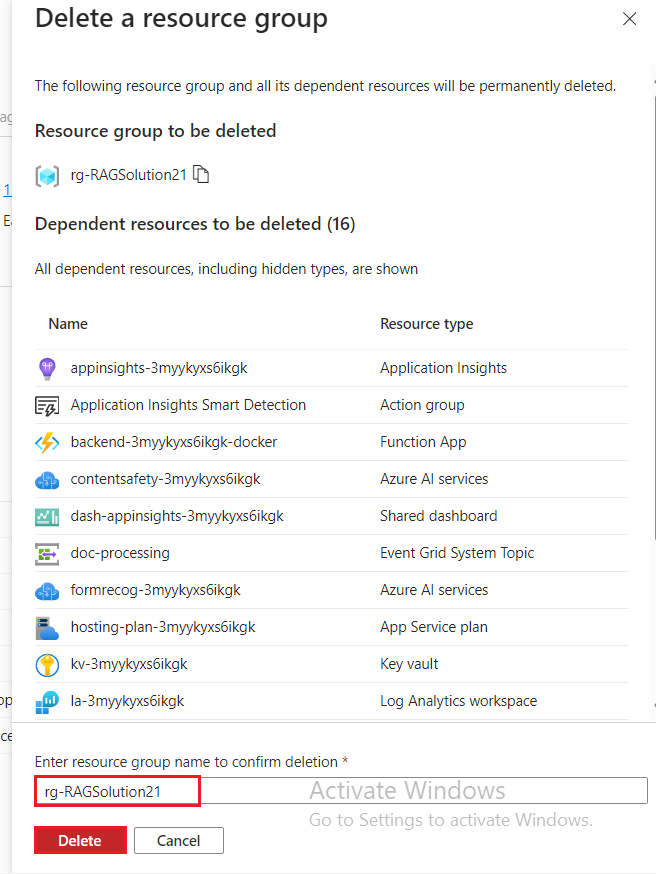 Delete a resource group
The following resource group and all its dependent resources will be permanently deleted.
ag
Resource group to be deleted
rg-RAGSolution21
1
Ea
Dependent resources to be deleted (16)
All dependent resources, including hidden types, are shown
Name Resource type
appinsights-3myykyxs6ikgk Application Insights
Application Insights Smart Detection Action group
backend-3myykyxs6ikgk-docker Function App
contentsafety-3myykyxs6ikgk Azure AI services
dash-appinsights-3myykyxs6ikgk Shared dashboard
doc-processing Event Grid System Topic
formrecog-3myykyxs6ikgk Azure AI services
hosting-plan-3myykyxs6ikgk App Service plan
kv-3myykyxs6ikgk Key vault
la-3myykyxs6ikgk Log Analytics workspace
op
ce
Enter resource group name to confirm deletion *
rg-RAGSolution21
Activate Windows
Go to Settings to activate Windows.
Delete Cancel